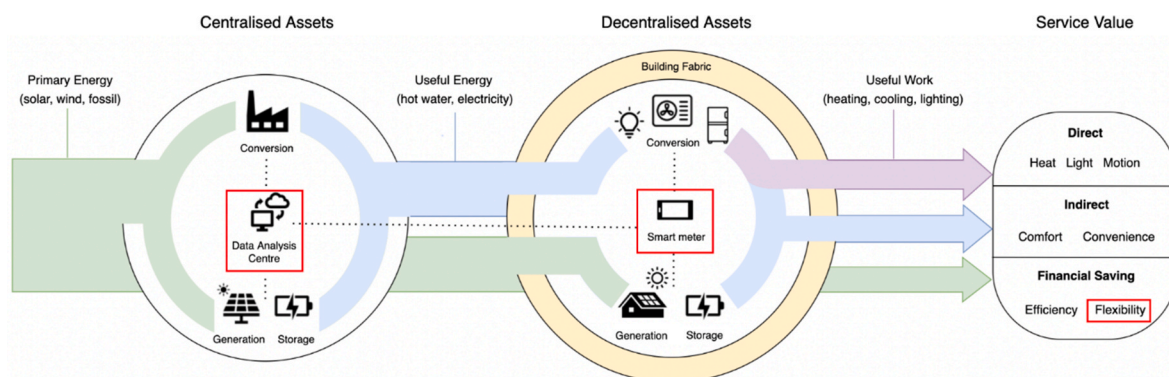 Centralised Assets
Decentralised Assets
Service Value
Primary Energy
(solar, wind, fossil)
Conversion
Data Analysis
Centre
Generation
Storage
Useful Energy
(hot water, electricity)
Building Fabric
Conversion
Smart meter
Generation
Storage
Useful Work
(heating, cooling, lighting)
Direct
Heat Light Motion
Indirect
Comfort Convenience
Financial Saving
Efficiency Flexibility